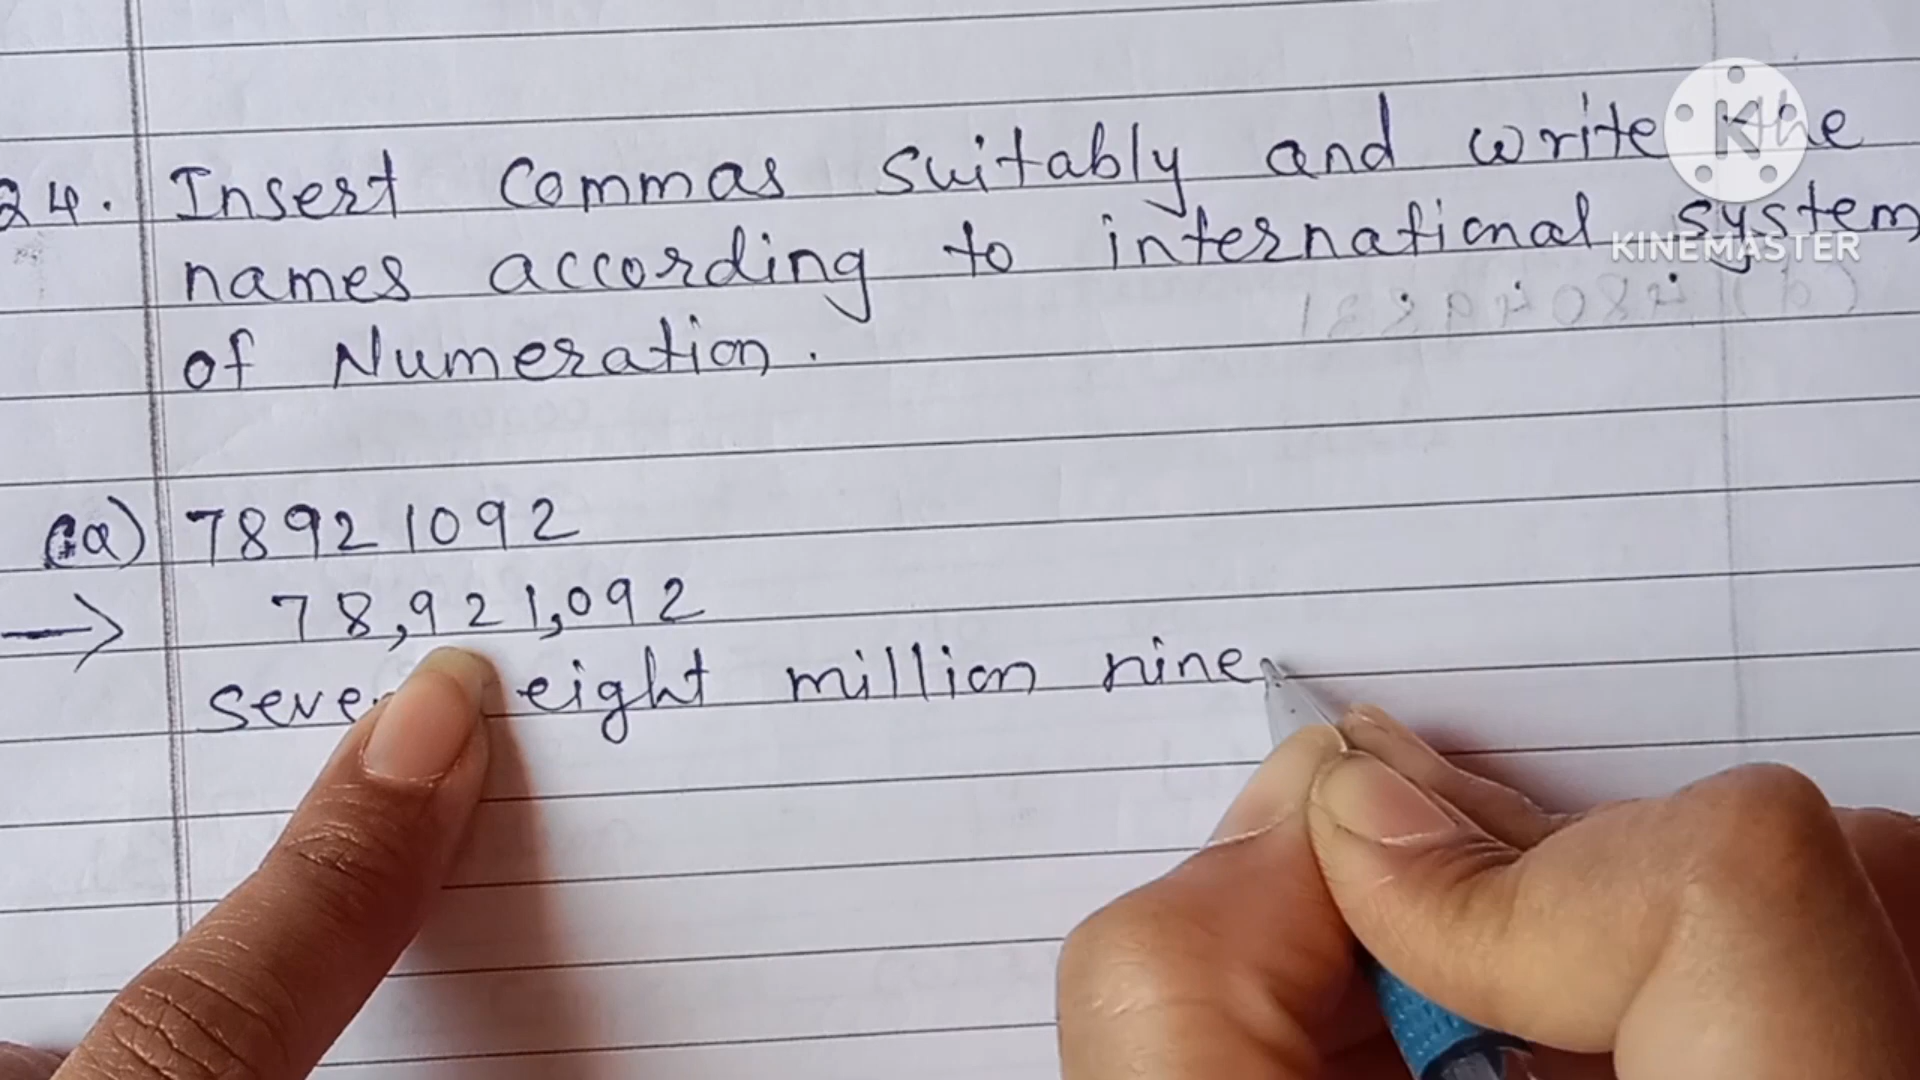 24. Insert commas suitably and write the
names according to international system
of Numeration.
(a) 78921092
→ 78,921,092
eight million nine
KINEMASTER